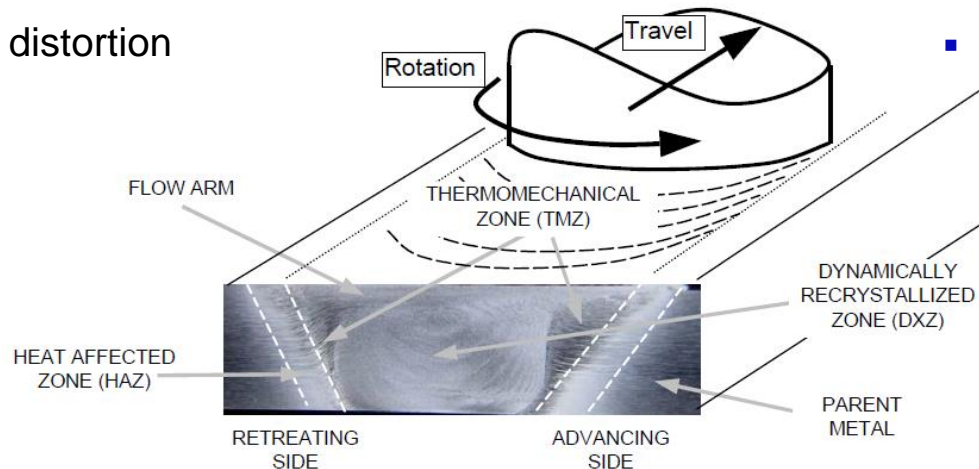 distortion
Travel
Rotation
FLOW ARM
THERMOMECHANICAL
ZONE (TMZ)
DYNAMICALLY
RECRYSTALLIZED
ZONE (DXZ)
HEAT AFFECTED
ZONE (HAZ)
PARENT
METAL
RETREATING
SIDE
ADVANCING
SIDE